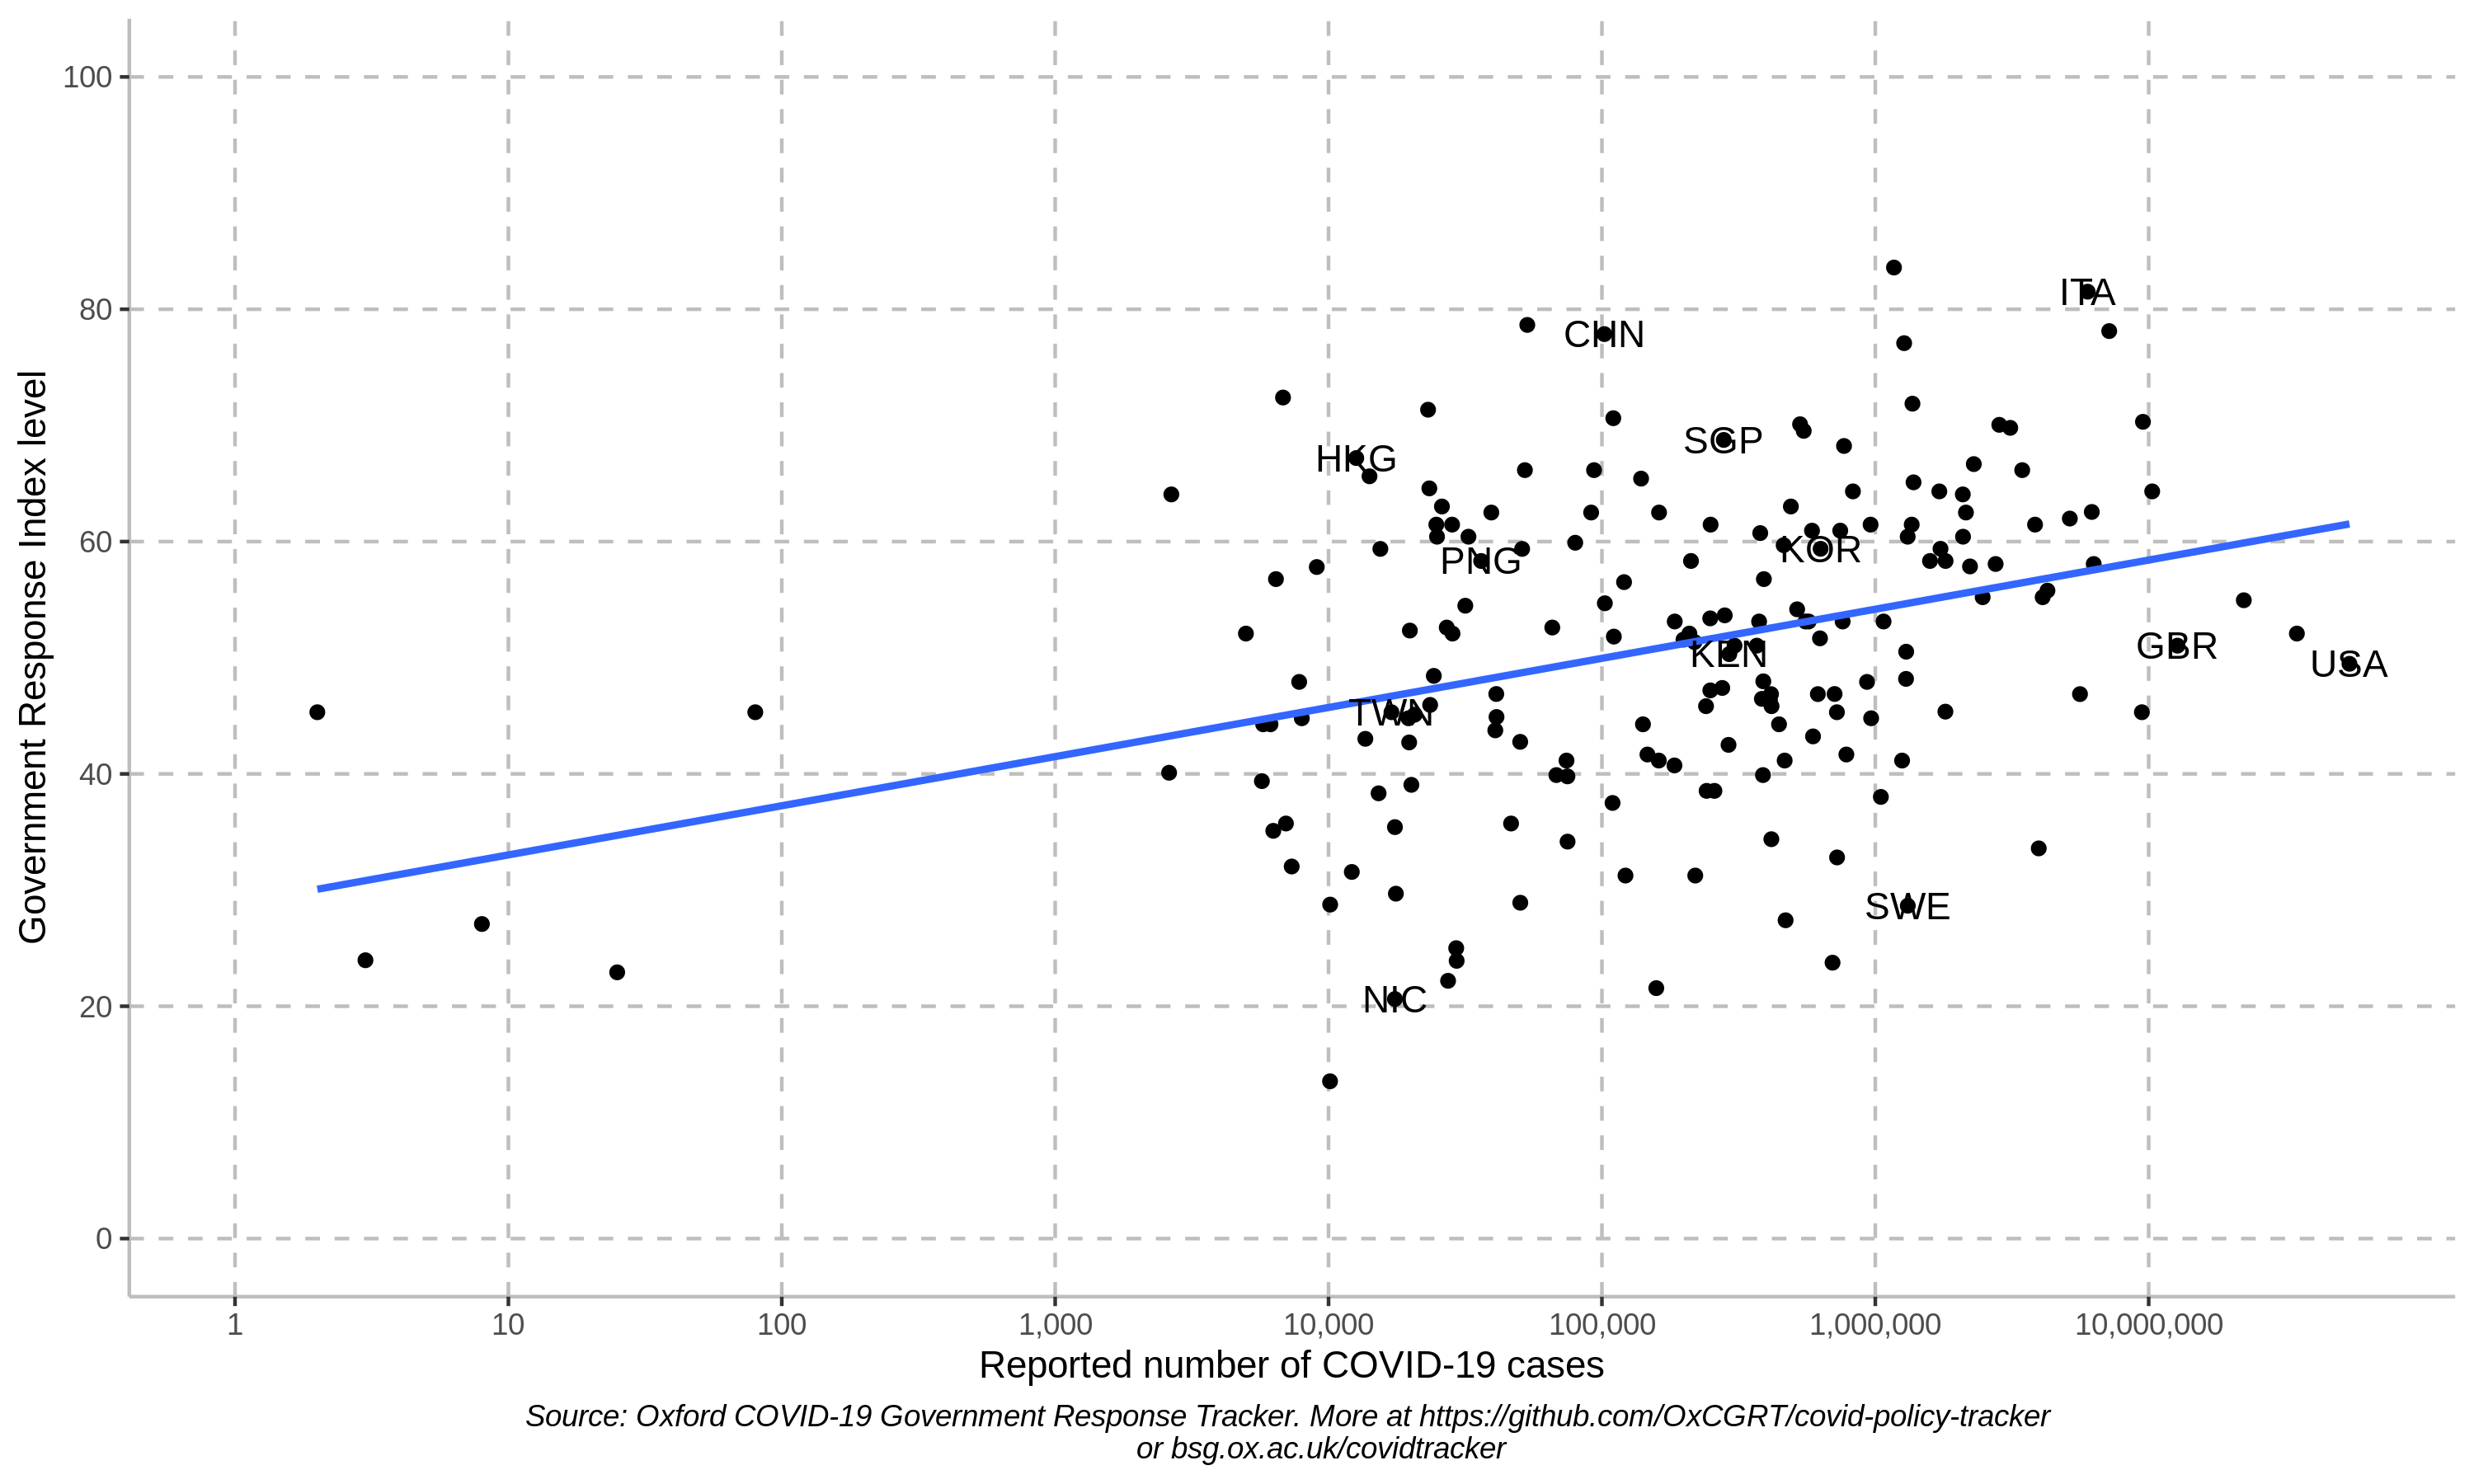 100
80
60
40
20
0
Government Response Index level
ITA
CHN
SGP
HKG
KOR
PNG
GBR
KEN
USA
TWN
SWE
NIC
1 10 100 1,000 10,000 100,000 1,000,000 10,000,000
Reported number of COVID-19 cases
Source: Oxford COVID-19 Government Response Tracker. More at https://github.com/OxCGRT/covid-policy-tracker
or bsg.ox.ac.uk/covidtracker